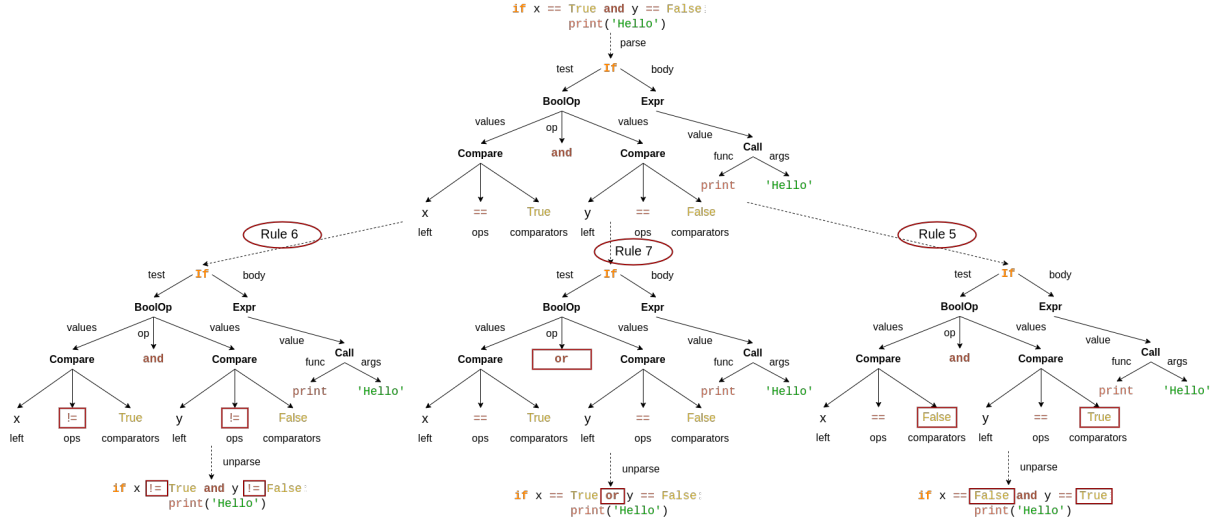 if x == True and y == False:
print('Hello')
parse
test If body
BoolOp Expr
values op values value
Compare and Compare Call
func args
print 'Hello'
x == True y == False
left ops comparators left ops comparators
Rule 6 Rule 7 Rule 5
test If body test If body test If body
BoolOp Expr BoolOp Expr BoolOp Expr
values op values value values op values value values op values value
Compare and Compare Call Compare or Compare Call Compare and Compare Call
func args func args func args
print 'Hello' print 'Hello' print 'Hello'
x != True y != False x == True y == False x == False y == True
left ops comparators left ops comparators left ops comparators left ops comparators left ops comparators left ops comparators
unparse unparse unparse
if x != True and y != False:
print('Hello')
if x == True or y == False:
print('Hello')
if x == False and y == True
print('Hello')